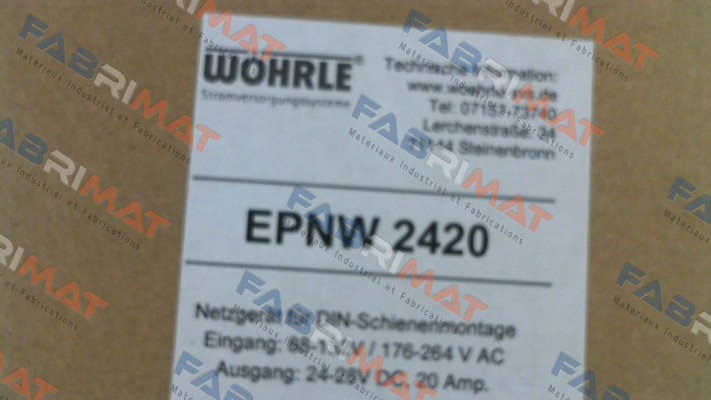 WÖHRLE®
Stromversorgungssysteme
Technische Information:
Tel:
Lerchenstraße
Steinenbronn
EPNW 2420
Netzgerät für DIN-Schienenmontage
Eingang: / 176-264 V AC
Ausgang: 24-28V DC, 20 Amp.
FABRIMAT
Matériaux Industriel et Fabrications